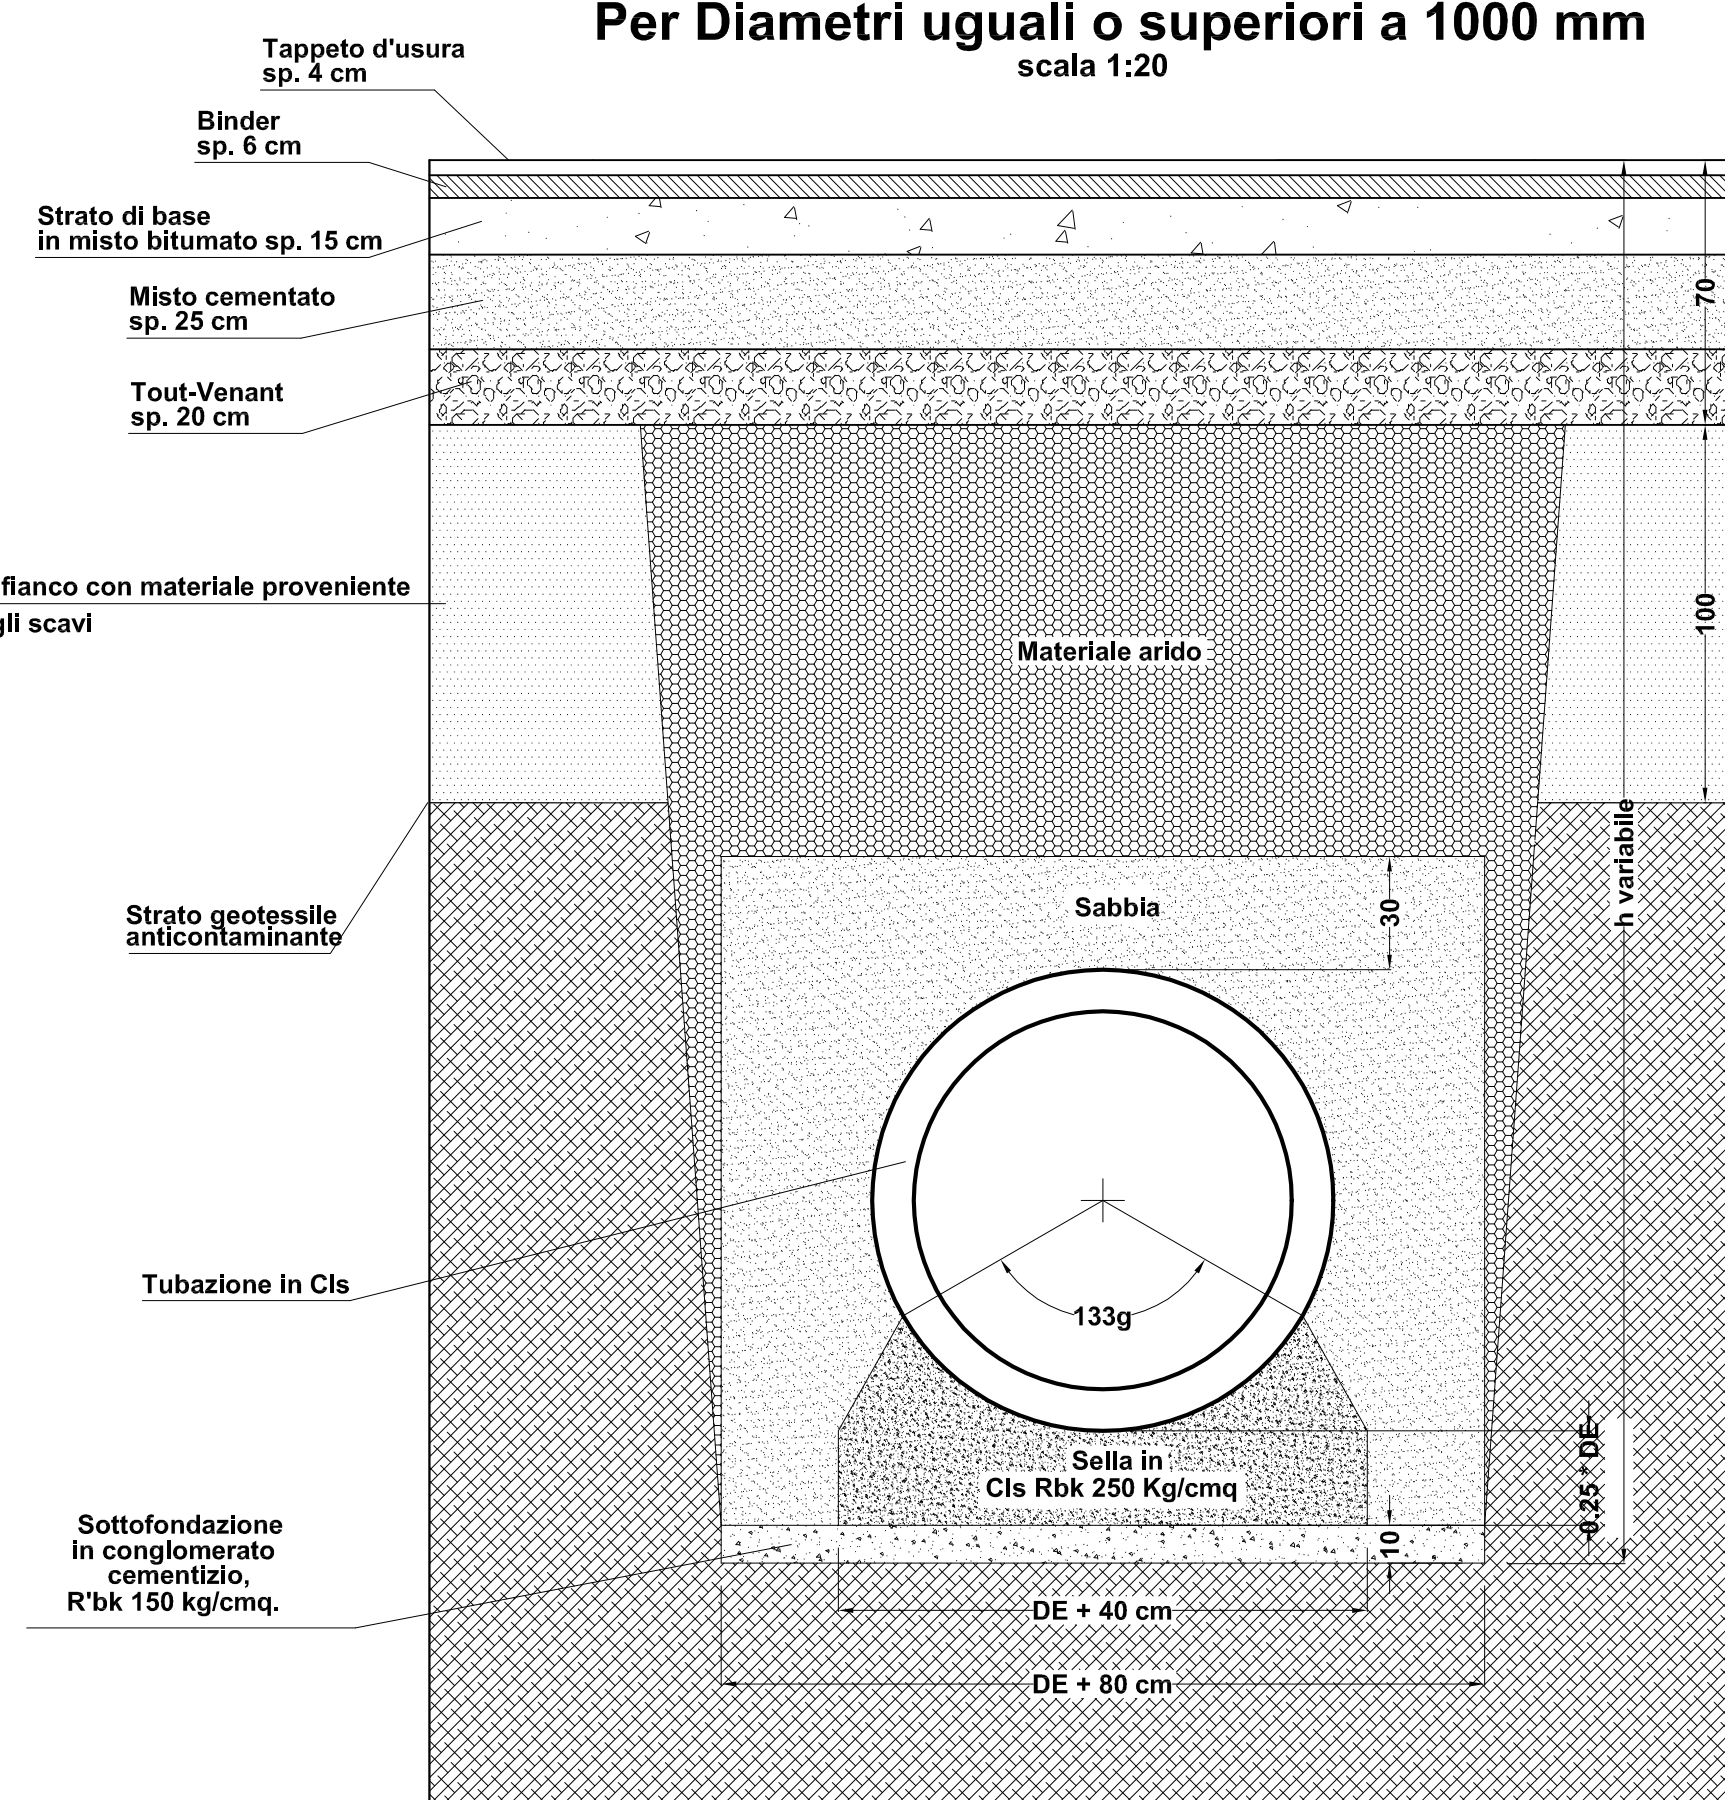 Per Diametri uguali o superiori a 1000 mm
scala 1:20
Tappeto d'usura
sp. 4 cm
Binder
sp. 6 cm
Strato di base
in misto bitumato sp. 15 cm
Misto cementato
sp. 25 cm
70
Tout-Venant
sp. 20 cm
fianco con materiale proveniente
gli scavi
100
Materiale arido
h variabile
Strato geotessile
anticontaminante
Sabbia
30
Tubazione in Cls
133g
Sella in
Cls Rbk 250 Kg/cmq
0.25 * DE
10
Sottofondazione
in conglomerato
cementizio,
R'bk 150 kg/cmq.
DE + 40 cm
DE + 80 cm